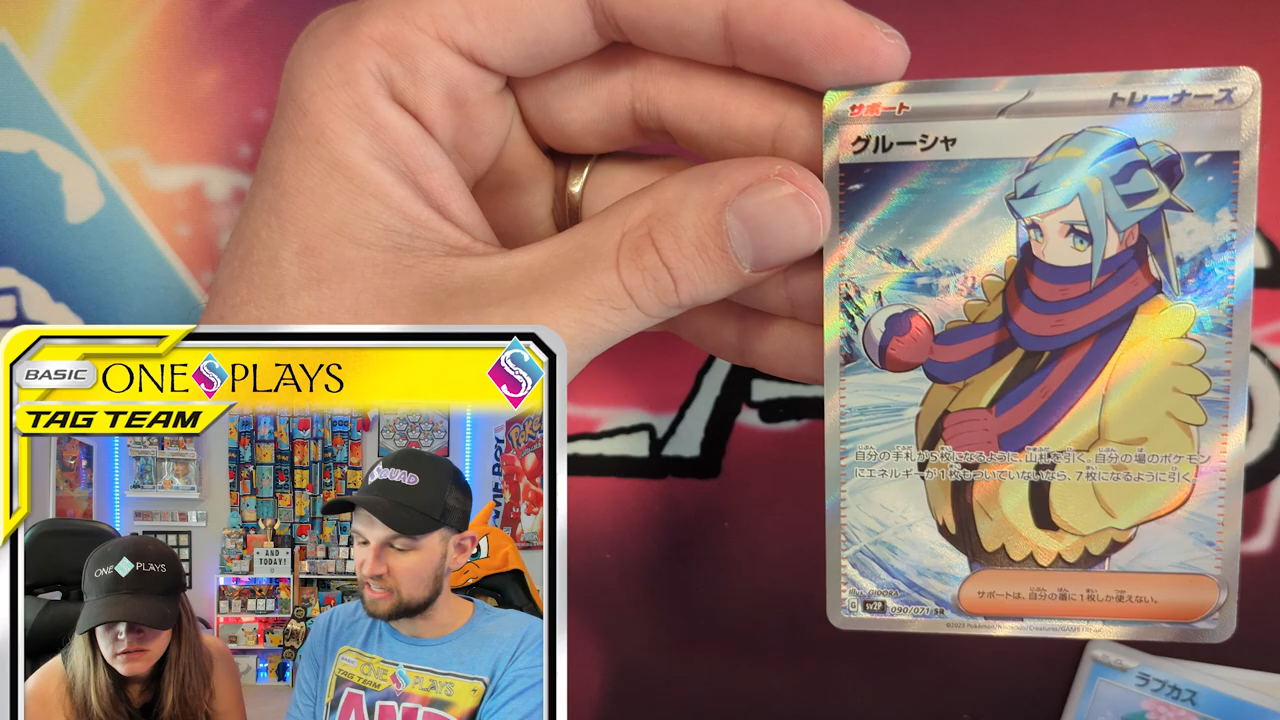 サポート
トレーナーズ
グルーシャ
自分の手札が5枚になるように、山札を引く。自分の場のポケモン
にエネルギーが1枚もついていないなら、7枚になるように引く。
サポートは、自分の番に1枚しか使えない。
Illus. GIDORA
G sv2P 090/071 SR
©2023 Pokémon/Nintendo/Creatures/GAME FREAK
ラブカス
BASIC ONE S PLAYS
TAG TEAM
SQUAD
ONE PLAYS
AND
TODAY!
BASIC
ONE S PLAYS
TAG TEAM
AND